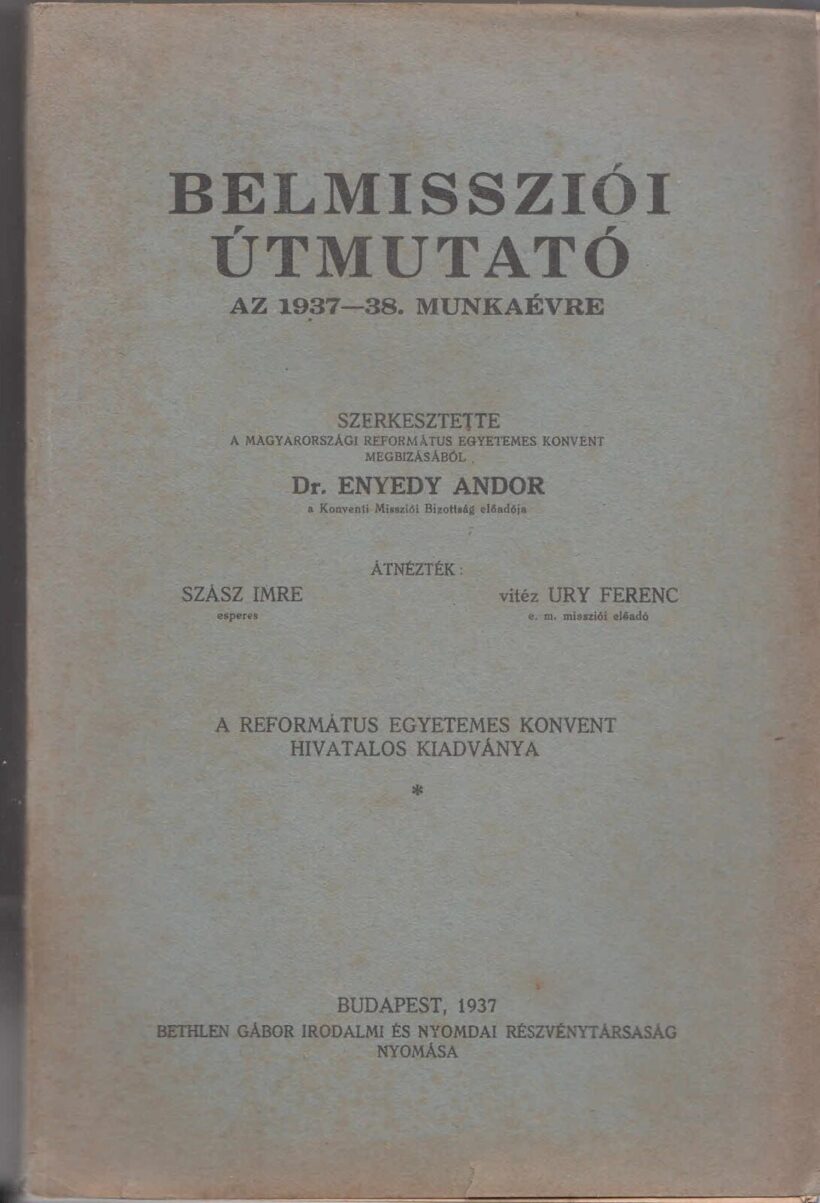 BELMISSZIÓI
ÚTMUTATÓ
AZ 1937—38. MUNKAÉVRE
SZERKESZTETTE
A MAGYARORSZÁGI REFORMÁTUS EGYETEMES KONVENT
MEGBIZÁSÁBÓL
Dr. ENYEDY ANDOR
a Konventi Missziói Bizottság előadója
ÁTNÉZTÉK:
SZÁSZ IMRE
esperes
vitéz URY FERENC
e. m. missziói előadó
A REFORMÁTUS EGYETEMES KONVENT
HIVATALOS KIADVÁNYA
*
BUDAPEST, 1937
BETHLEN GÁBOR IRODALMI ÉS NYOMDAI RÉSZVÉNYTÁRSASÁG
NYOMÁSA